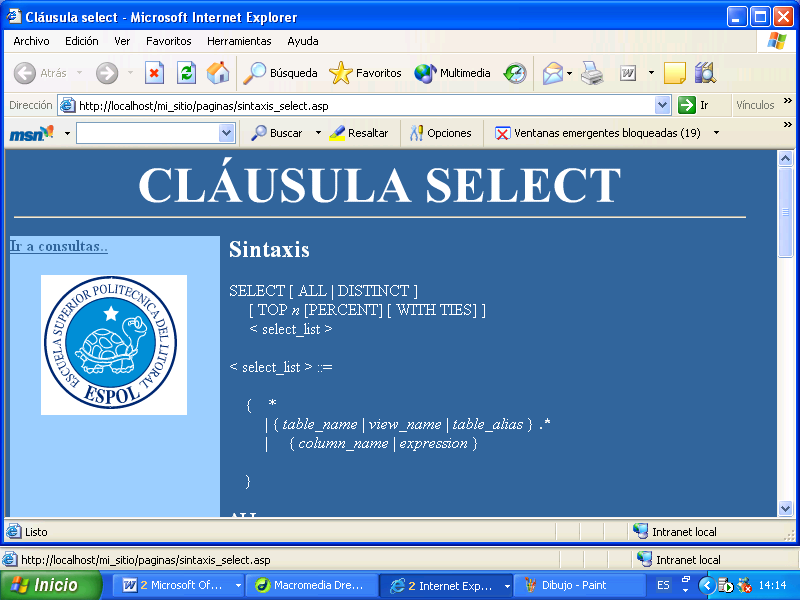 Cláusula select - Microsoft Internet Explorer
Archivo Edición Ver Favoritos Herramientas Ayuda
Atrás Búsqueda Favoritos Multimedia W
Dirección http://localhost/mi_sitio/paginas/sintaxis_select.asp Ir Vínculos »
msn Buscar Resaltar Opciones Ventanas emergentes bloqueadas (19) »
CLÁUSULA SELECT
Ir a consultas..
ESCUELA SUPERIOR POLITECNICA DEL LITORAL
ESPOL
Sintaxis
SELECT [ ALL | DISTINCT ]
[ TOP n [PERCENT] [ WITH TIES] ]
< select_list >
< select_list > ::=
{ *
| { table_name | view_name | table_alias } .*
| { column_name | expression }
}
ALL
Listo Intranet local
http://localhost/mi_sitio/paginas/sintaxis_select.asp Intranet local
Inicio 2 Microsoft Of... Macromedia Dre... 2 Internet Exp... Dibujo - Paint ES 14:14